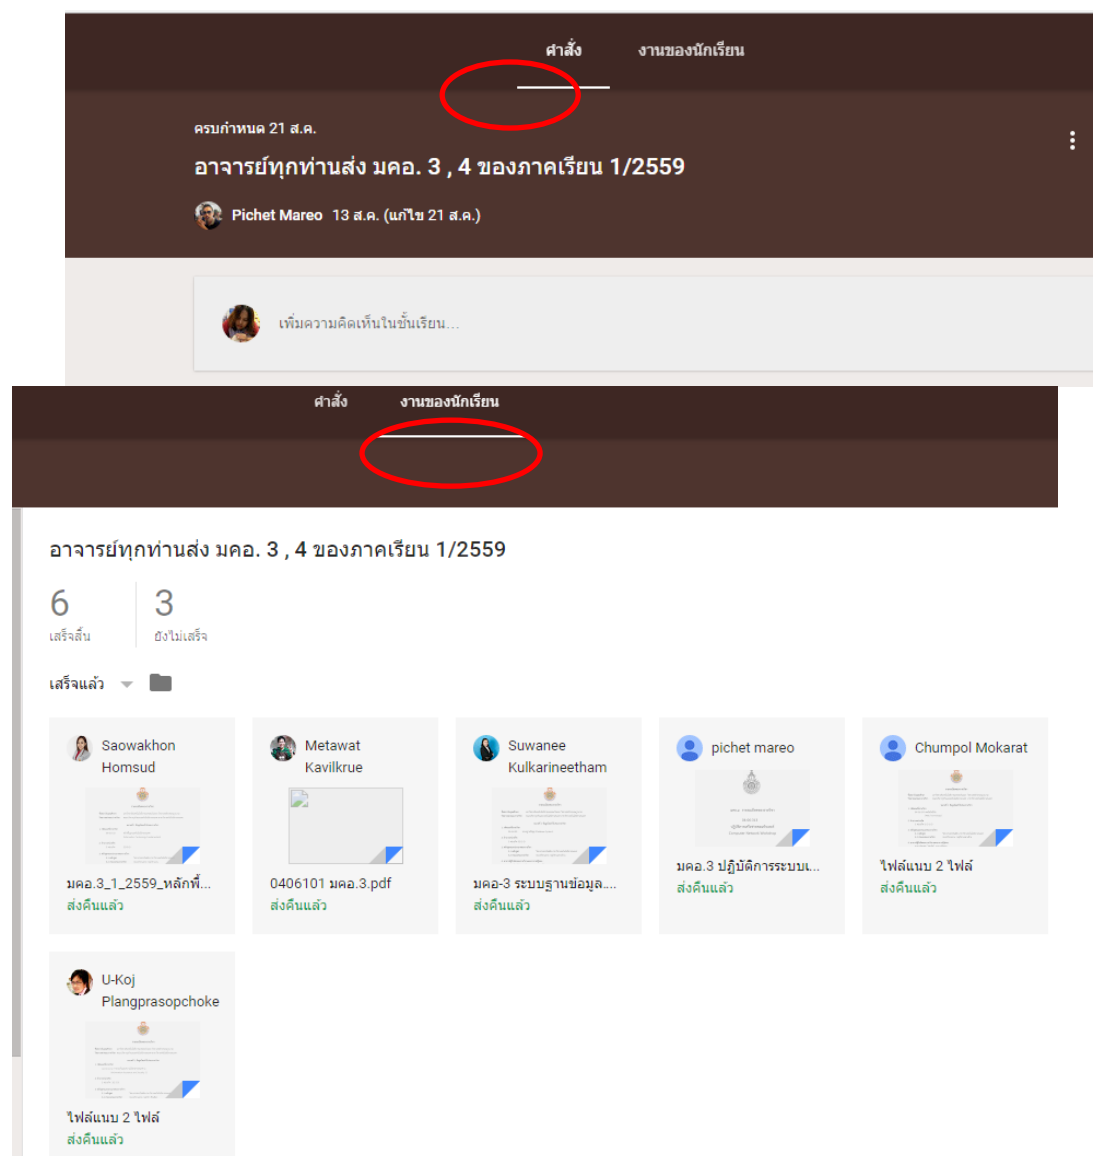 คำสั่ง งานของนักเรียน
ครบกำหนด 21 ส.ค.
อาจารย์ทุกท่านส่ง มคอ. 3 , 4 ของภาคเรียน 1/2559
Pichet Mareo 13 ส.ค. (แก้ไข 21 ส.ค.)
เพิ่มความคิดเห็นในชั้นเรียน...
คำสั่ง งานของนักเรียน
อาจารย์ทุกท่านส่ง มคอ. 3 , 4 ของภาคเรียน 1/2559
6 3
เสร็จสิ้น ยังไม่เสร็จ
เสร็จแล้ว
Saowakhon
Homsud
มคอ.3_1_2559_หลักพื้...
ส่งคืนแล้ว
Metawat
Kavilkrue
0406101 มคอ.3.pdf
ส่งคืนแล้ว
Suwanee
Kulkarineetham
มคอ-3 ระบบฐานข้อมูล....
ส่งคืนแล้ว
pichet mareo
มคอ.3 ปฏิบัติการระบบเ...
ส่งคืนแล้ว
Chumpol Mokarat
ไฟล์แนบ 2 ไฟล์
ส่งคืนแล้ว
U-Koj
Plangprasopchoke
ไฟล์แนบ 2 ไฟล์
ส่งคืนแล้ว